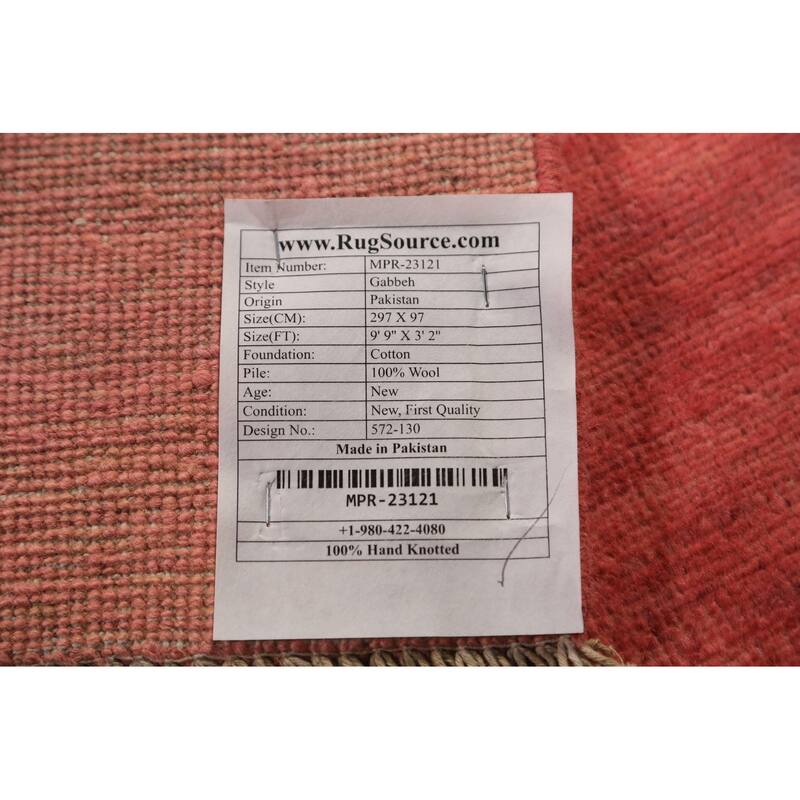 www.RugSource.com
Item Number: MPR-23121
Style Gabbeh
Origin Pakistan
Size(CM): 297 X 97
Size(FT): 9' 9" X 3' 2"
Foundation: Cotton
Pile: 100% Wool
Age: New
Condition: New, First Quality
Design No.: 572-130
Made in Pakistan
MPR-23121
+1-980-422-4080
100% Hand Knotted